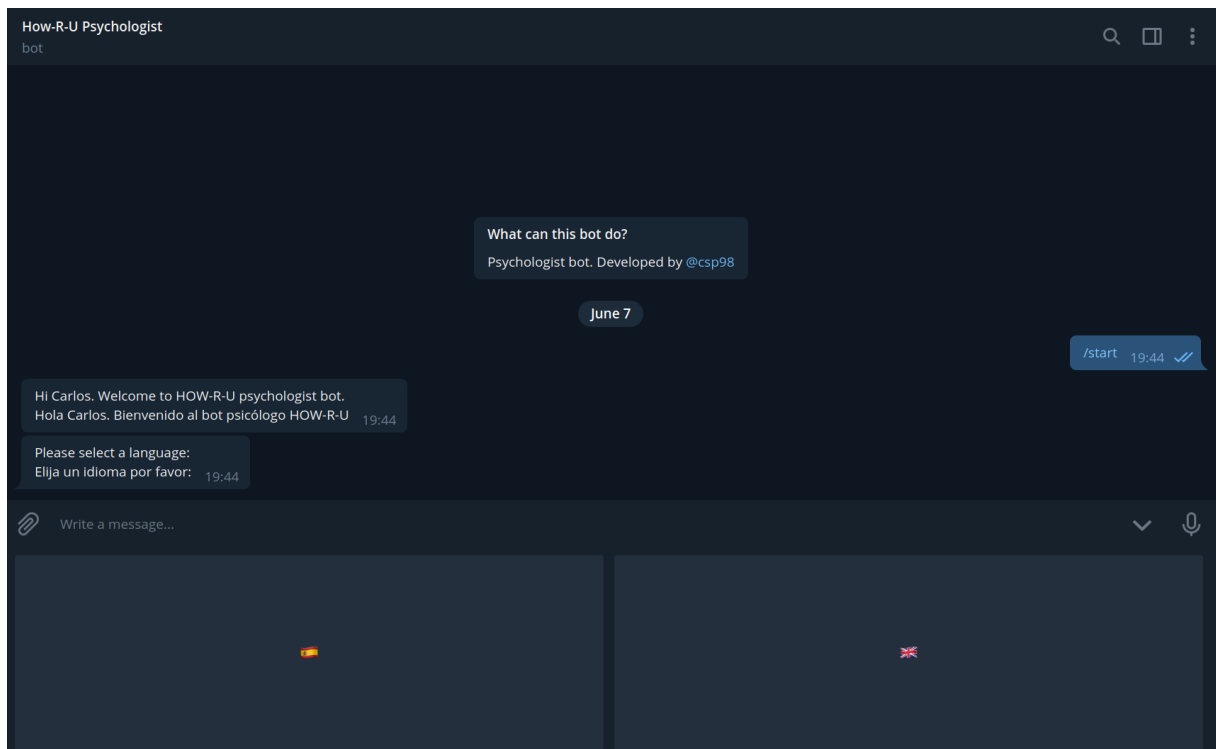 How-R-U Psychologist
bot
What can this bot do?
Psychologist bot. Developed by @csp98
June 7
/start 19:44
Hi Carlos. Welcome to HOW-R-U psychologist bot.
Hola Carlos. Bienvenido al bot psicólogo HOW-R-U 19:44
Please select a language:
Elija un idioma por favor: 19:44
Write a message...